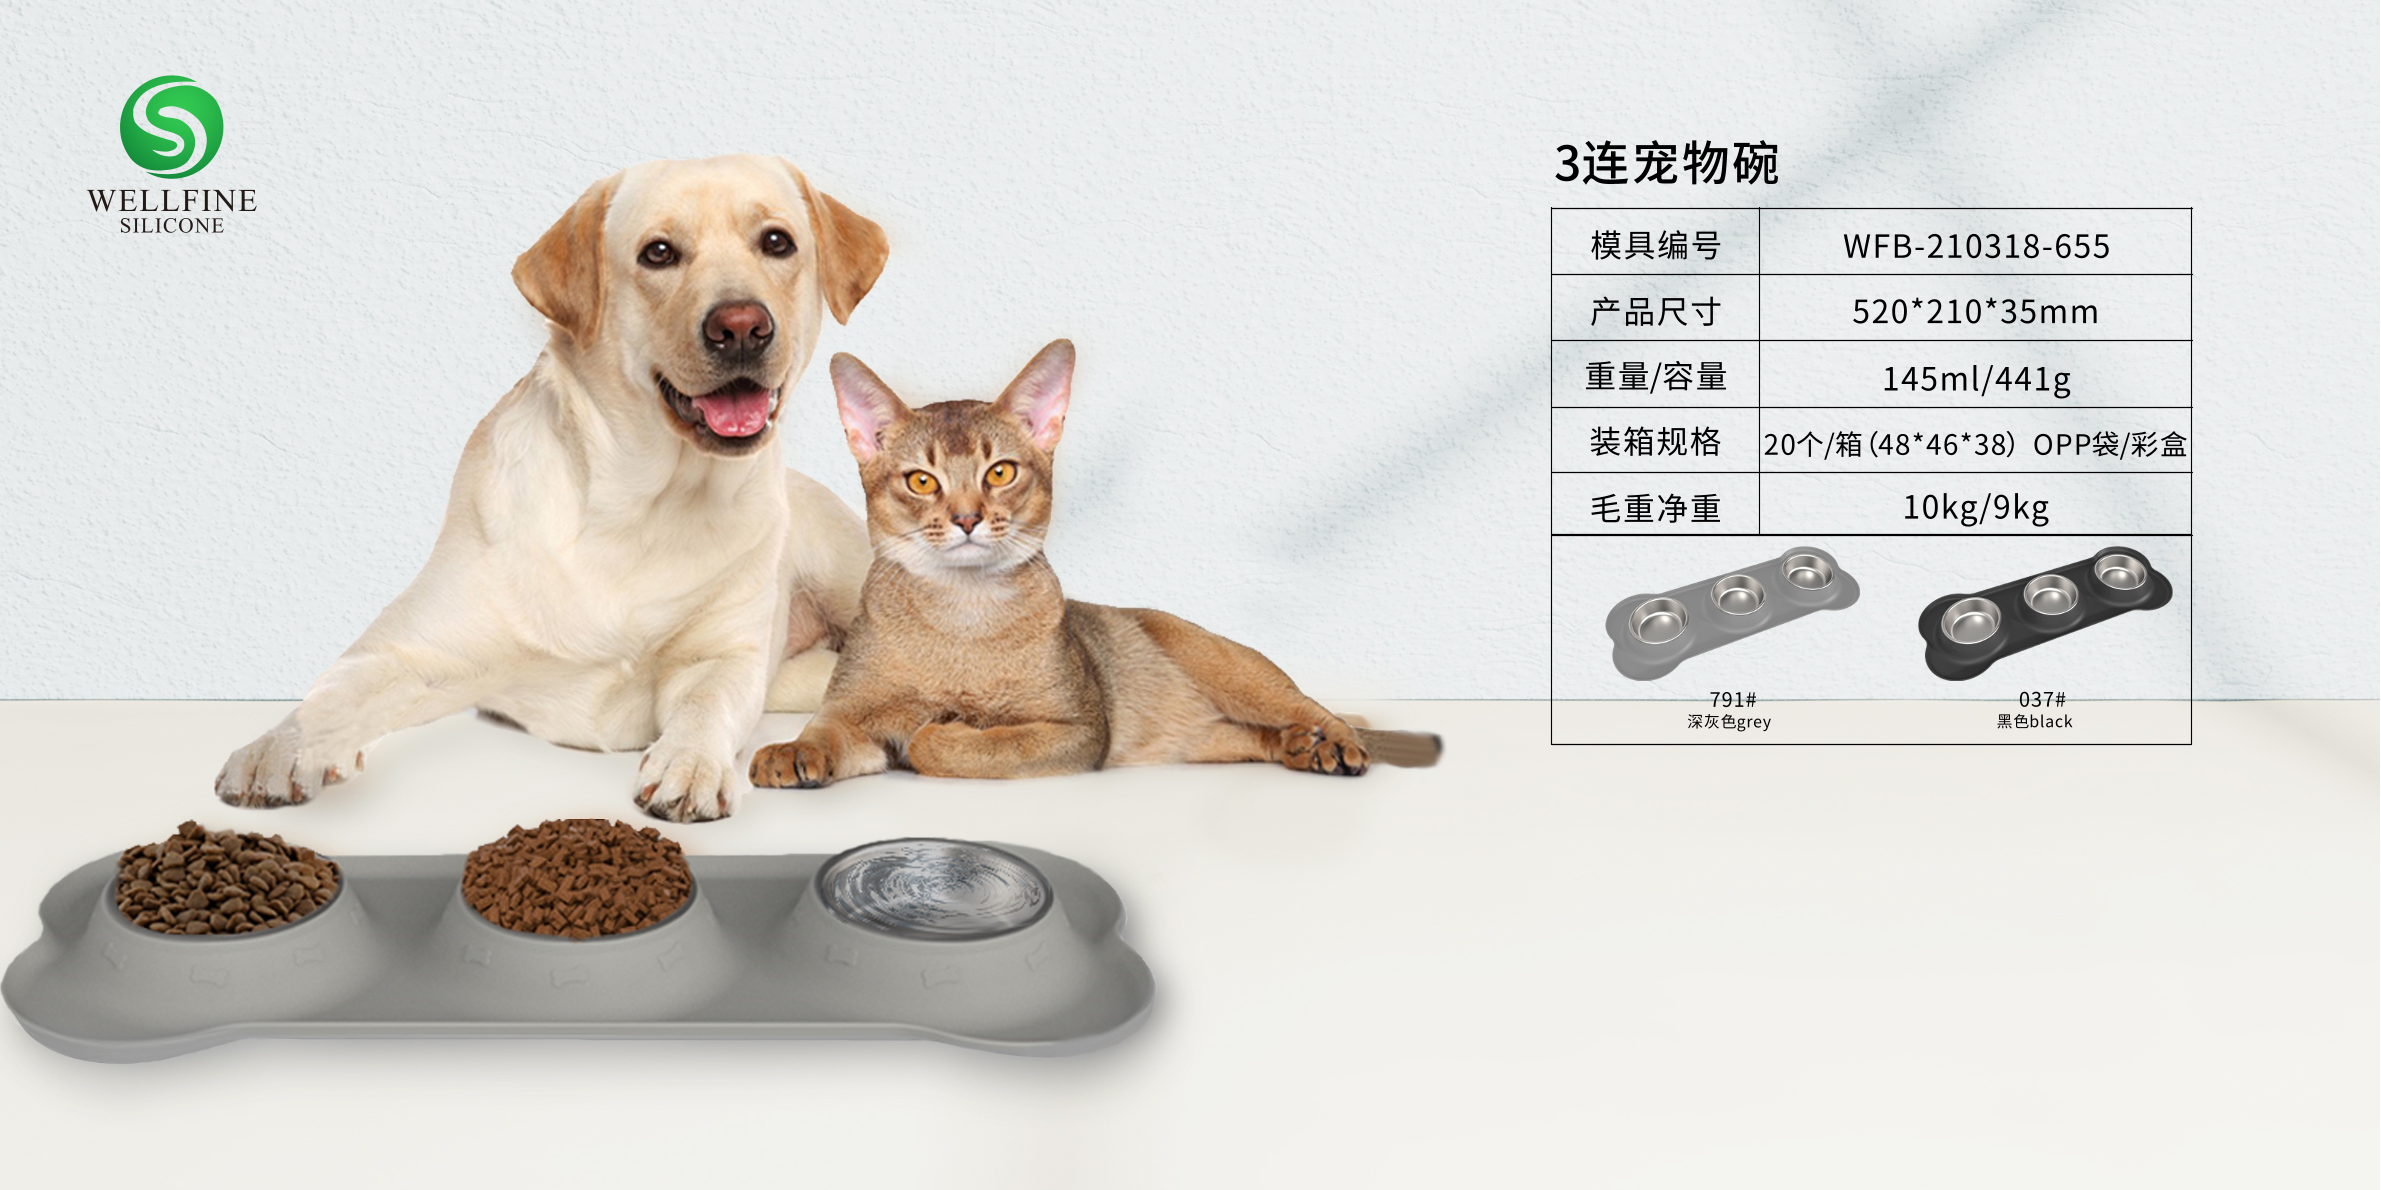 WELLFINE
SILICONE
3连宠物碗
模具编号 WFB-210318-655
产品尺寸 520*210*35mm
重量/容量 145ml/441g
装箱规格 20个/箱(48*46*38) OPP袋/彩盒
毛重净重 10kg/9kg
791# 037#
深灰色grey 黑色black